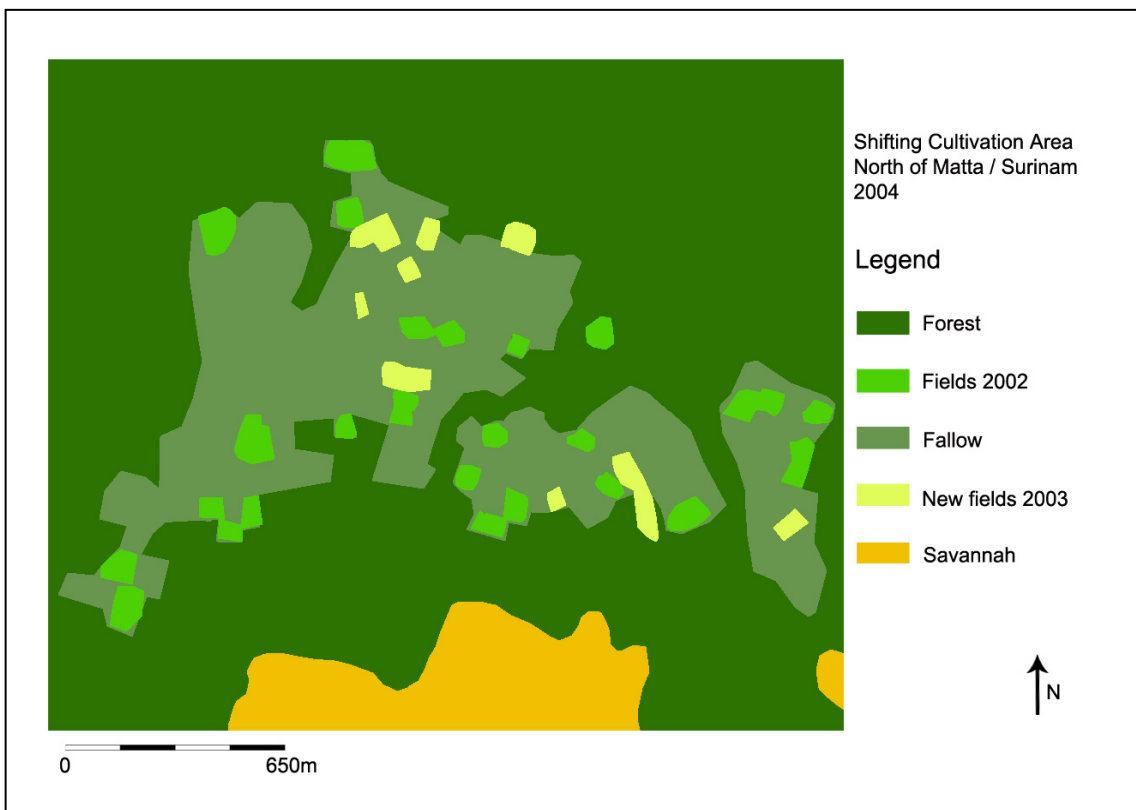 Shifting Cultivation Area
North of Matta / Surinam
2004
Legend
Forest
Fields 2002
Fallow
New fields 2003
Savannah
N
0 650m